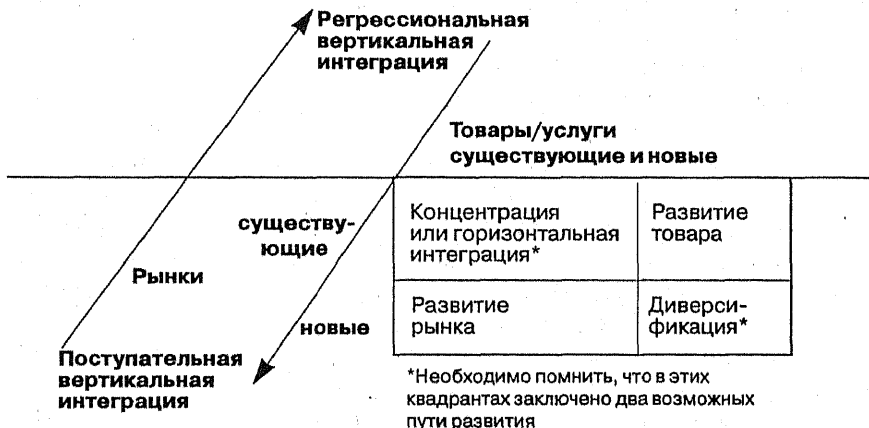 Регрессиональная
вертикальная
интеграция
Товары/услуги
существующие и новые
существу-
ющие
Концентрация
или горизонтальная
интеграция*
Развитие
товара
Рынки
новые
Развитие
рынка
Диверси-
фикация*
Поступательная
вертикальная
интеграция
*Необходимо помнить, что в этих
квадрантах заключено два возможных
пути развития